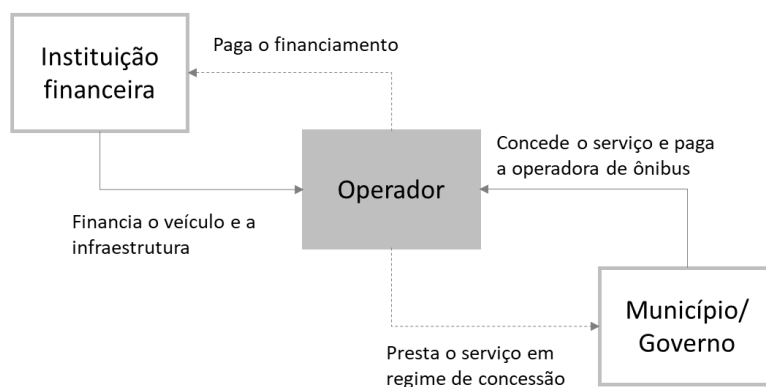 Instituição
financeira
Paga o financiamento
Operador
Concede o serviço e paga
a operadora de ônibus
Financia o veículo e a
infraestrutura
Município/
Governo
Presta o serviço em
regime de concessão